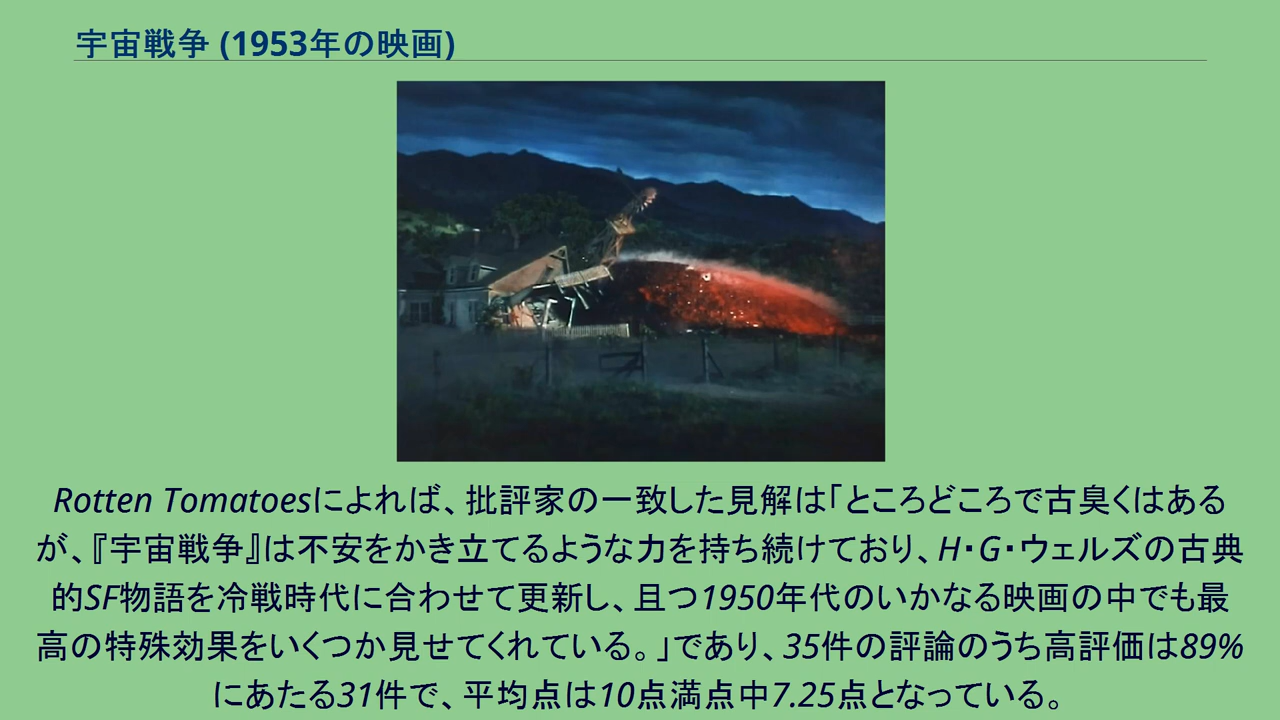 宇宙戦争 (1953年の映画)
Rotten Tomatoesによれば、批評家の一致した見解は「ところどころで古臭くはある
が、『宇宙戦争』は不安をかき立てるような力を持ち続けており、H・G・ウェルズの古典
的SF物語を冷戦時代に合わせて更新し、且つ1950年代のいかなる映画の中でも最
高の特殊効果をいくつか見せてくれている。」であり、35件の評論のうち高評価は89%
にあたる31件で、平均点は10点満点中7.25点となっている。